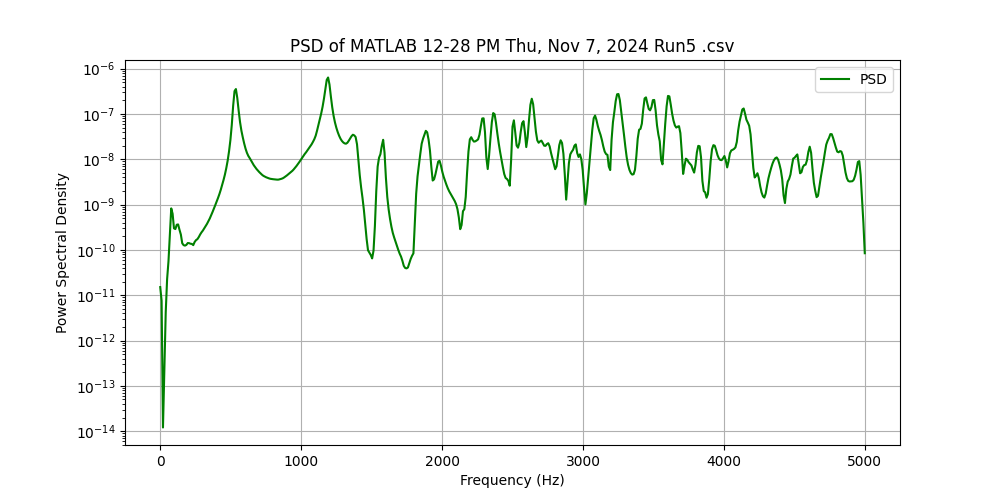 PSD of MATLAB 12-28 PM Thu, Nov 7, 2024 Run5 .csv
PSD
10⁻⁶
10⁻⁷
10⁻⁸
10⁻⁹
10⁻¹⁰
10⁻¹¹
10⁻¹²
10⁻¹³
10⁻¹⁴
Power Spectral Density
0 1000 2000 3000 4000 5000
Frequency (Hz)